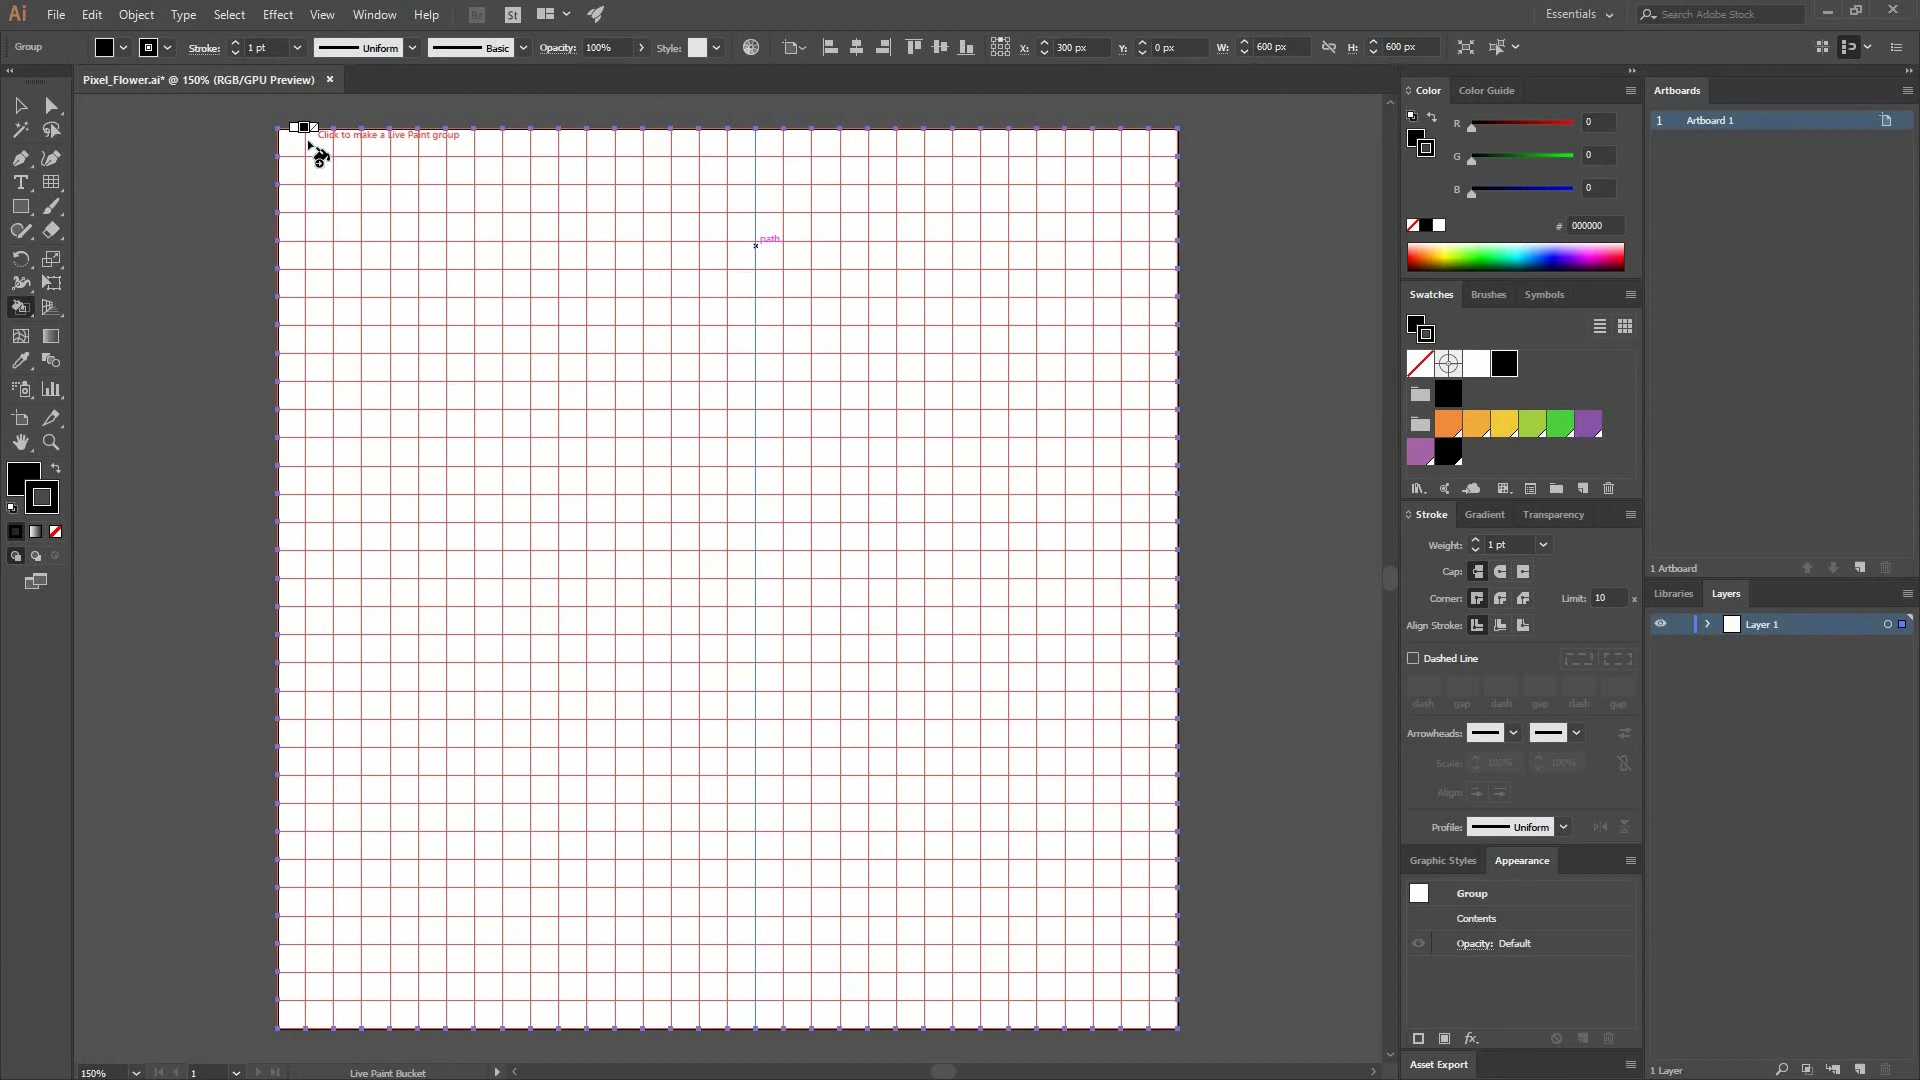 Ai File Edit Object Type Select Effect View Window Help Br St Essentials Search Adobe Stock
Group Stroke: 1 pt Uniform Basic Opacity: 100% Style: X: 300 px Y: 0 px W: 600 px H: 600 px
Pixel_Flower.ai* @ 150% (RGB/GPU Preview)
Click to make a Live Paint group
path
Color Color Guide
R 0
G 0
B 0
# 000000
Swatches Brushes Symbols
Stroke Gradient Transparency
Weight: 1 pt
Cap:
Corner: Limit: 10 x
Align Stroke:
Dashed Line
dash gap dash gap dash gap
Arrowheads:
Scale: 100% 100%
Align:
Profile: Uniform
Graphic Styles Appearance
Group
Contents
Opacity: Default
fx.
Asset Export
Artboards
1 Artboard 1
1 Artboard
Libraries Layers
Layer 1
1 Layer
150% 1 Live Paint Bucket